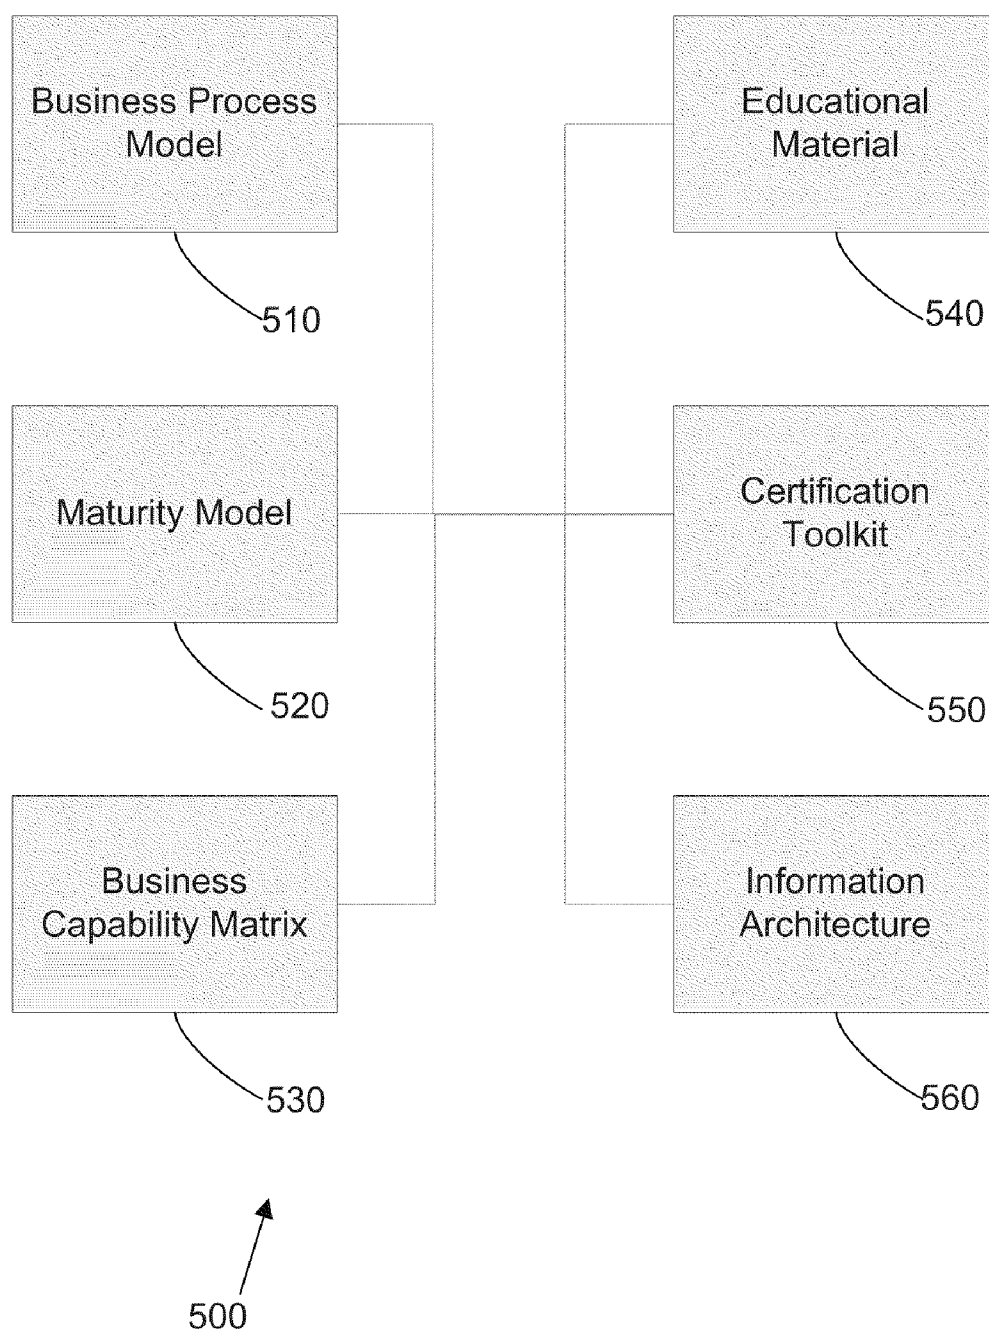 Business Process
Model
510
Educational
Material
540
Maturity Model
520
Certification
Toolkit
550
Business
Capability Matrix
530
Information
Architecture
560
500